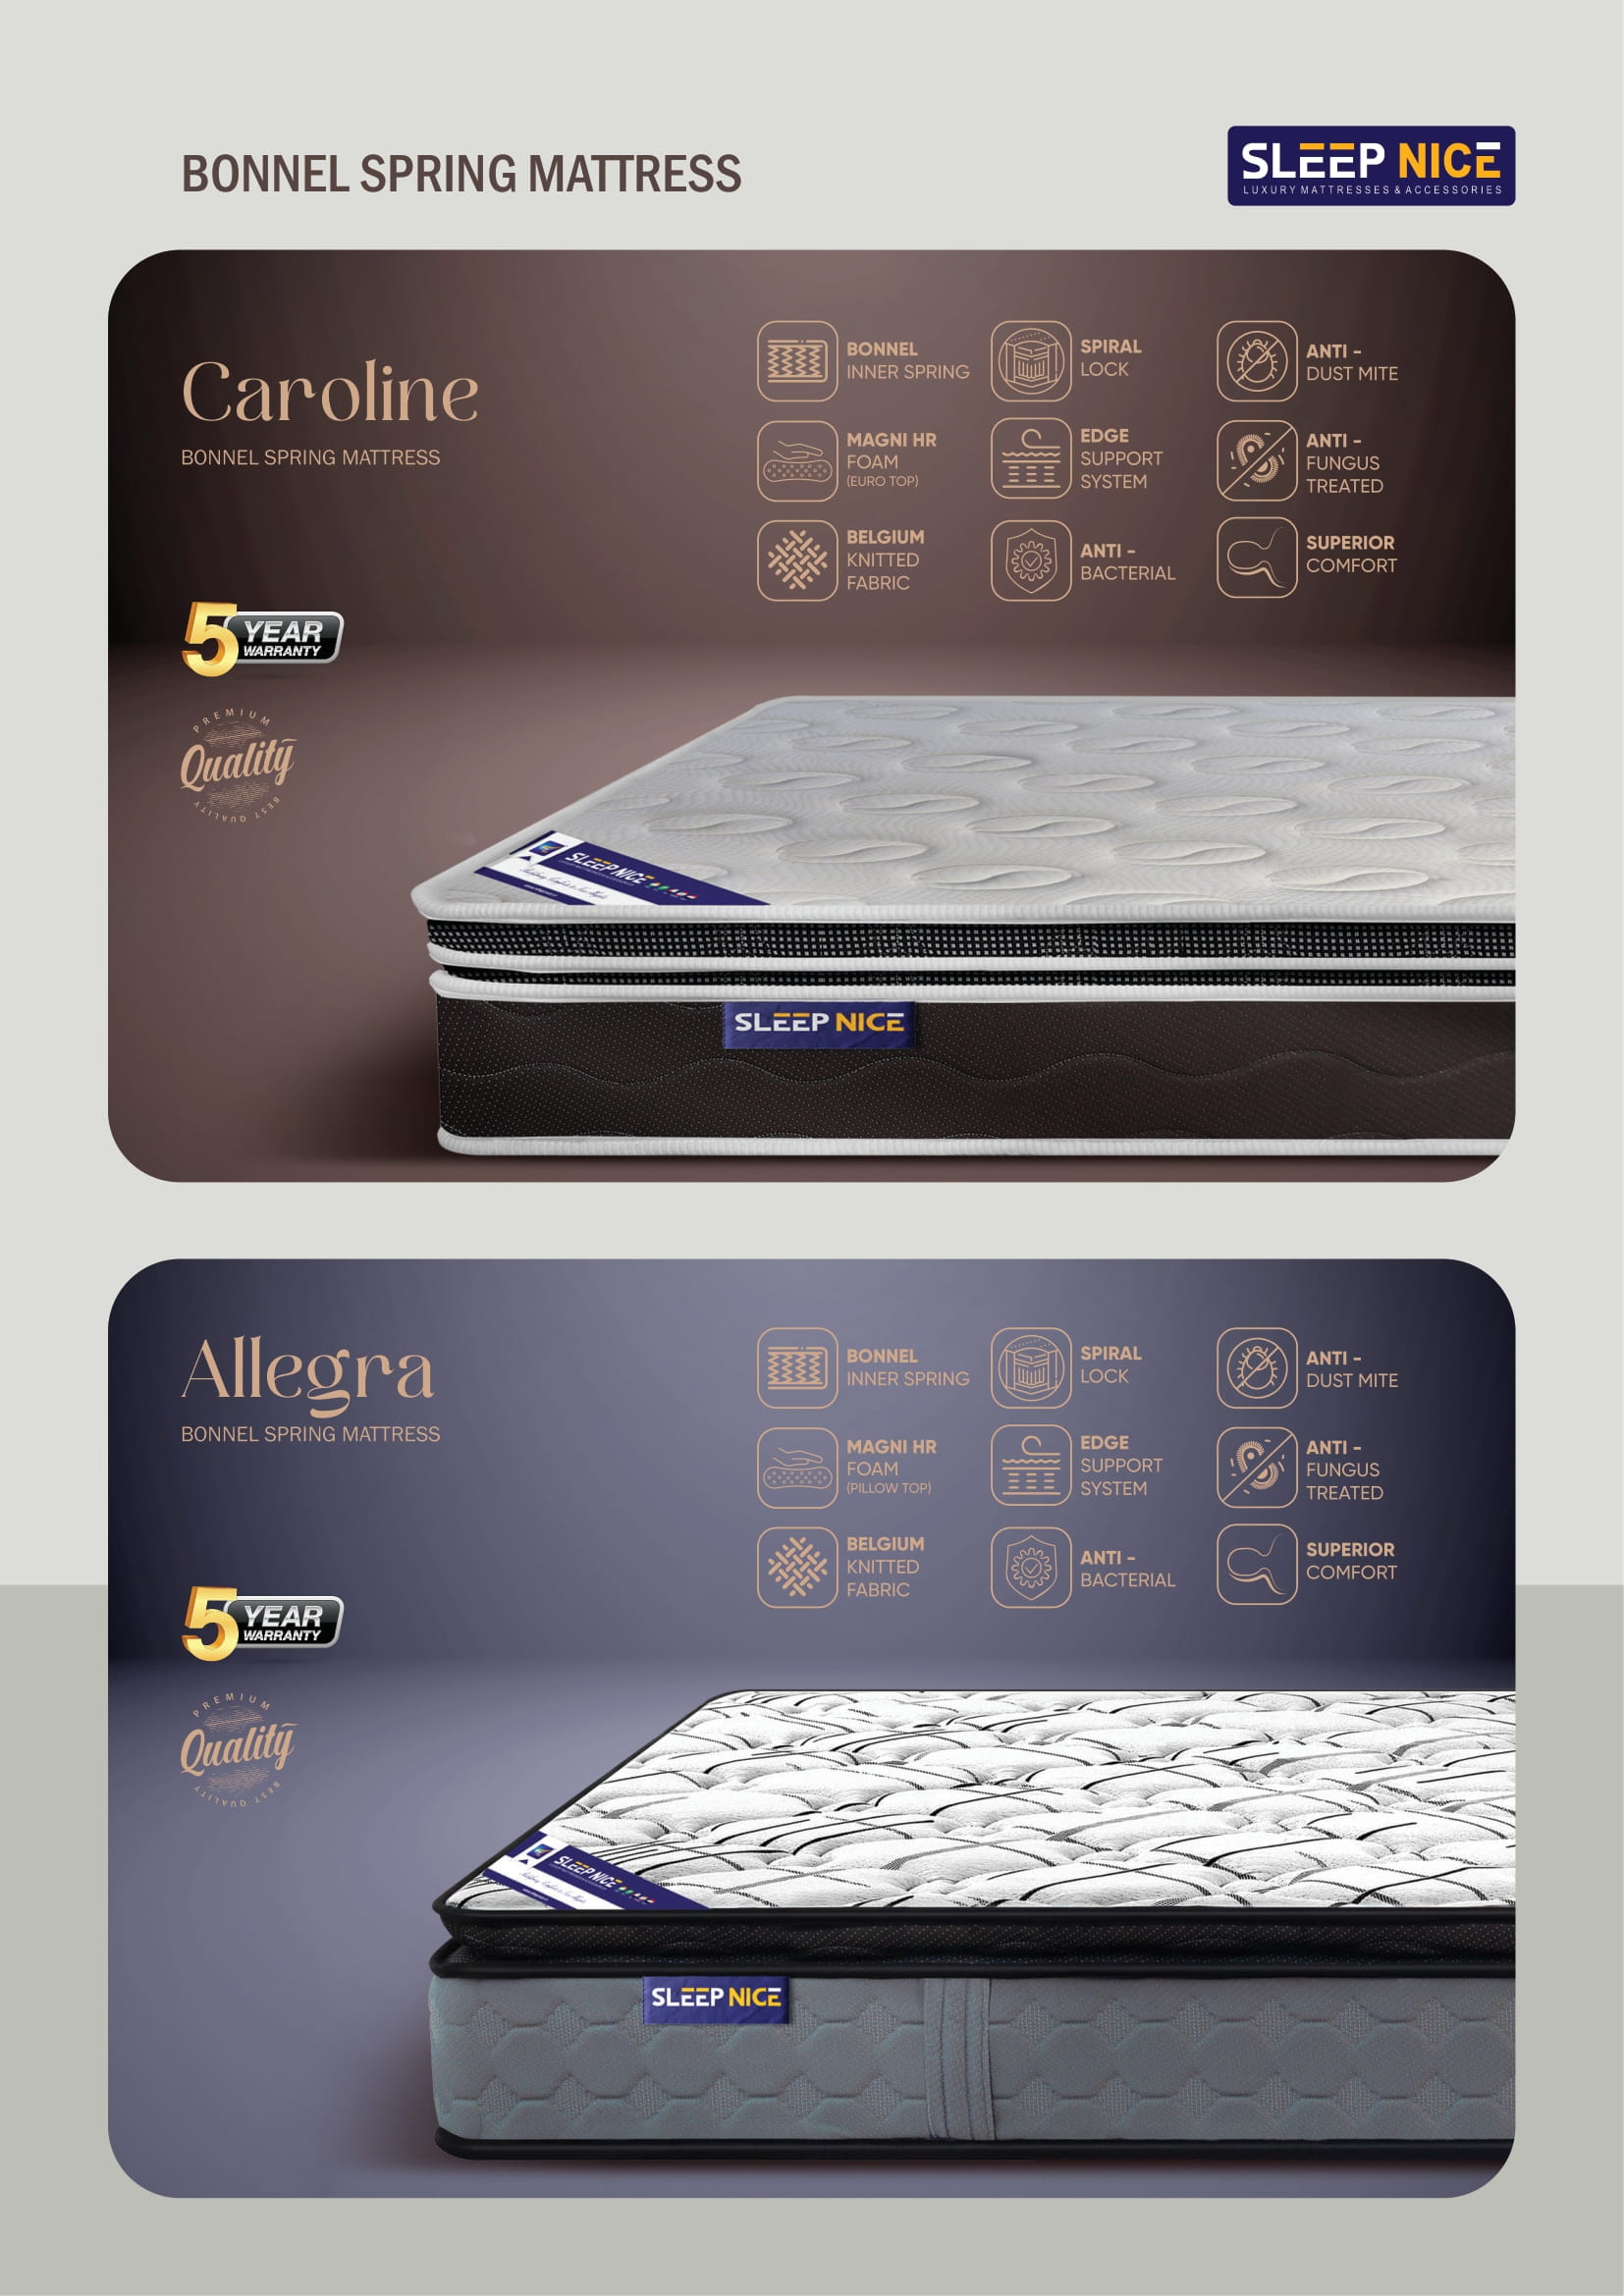 BONNEL SPRING MATTRESS
SLEEP NICE
LUXURY MATTRESSES & ACCESSORIES
Caroline
BONNEL SPRING MATTRESS
BONNEL
INNER SPRING
SPIRAL
LOCK
ANTI -
DUST MITE
MAGNI HR
FOAM
(EURO TOP)
EDGE
SUPPORT
SYSTEM
ANTI -
FUNGUS
TREATED
BELGIUM
KNITTED
FABRIC
ANTI -
BACTERIAL
SUPERIOR
COMFORT
5 YEAR
WARRANTY
PREMIUM
Quality
BEST QUALITY
SLEEP NICE
SLEEP NICE
Allegra
BONNEL SPRING MATTRESS
BONNEL
INNER SPRING
SPIRAL
LOCK
ANTI -
DUST MITE
MAGNI HR
FOAM
(PILLOW TOP)
EDGE
SUPPORT
SYSTEM
ANTI -
FUNGUS
TREATED
BELGIUM
KNITTED
FABRIC
ANTI -
BACTERIAL
SUPERIOR
COMFORT
5 YEAR
WARRANTY
PREMIUM
Quality
BEST QUALITY
SLEEP NICE
SLEEP NICE